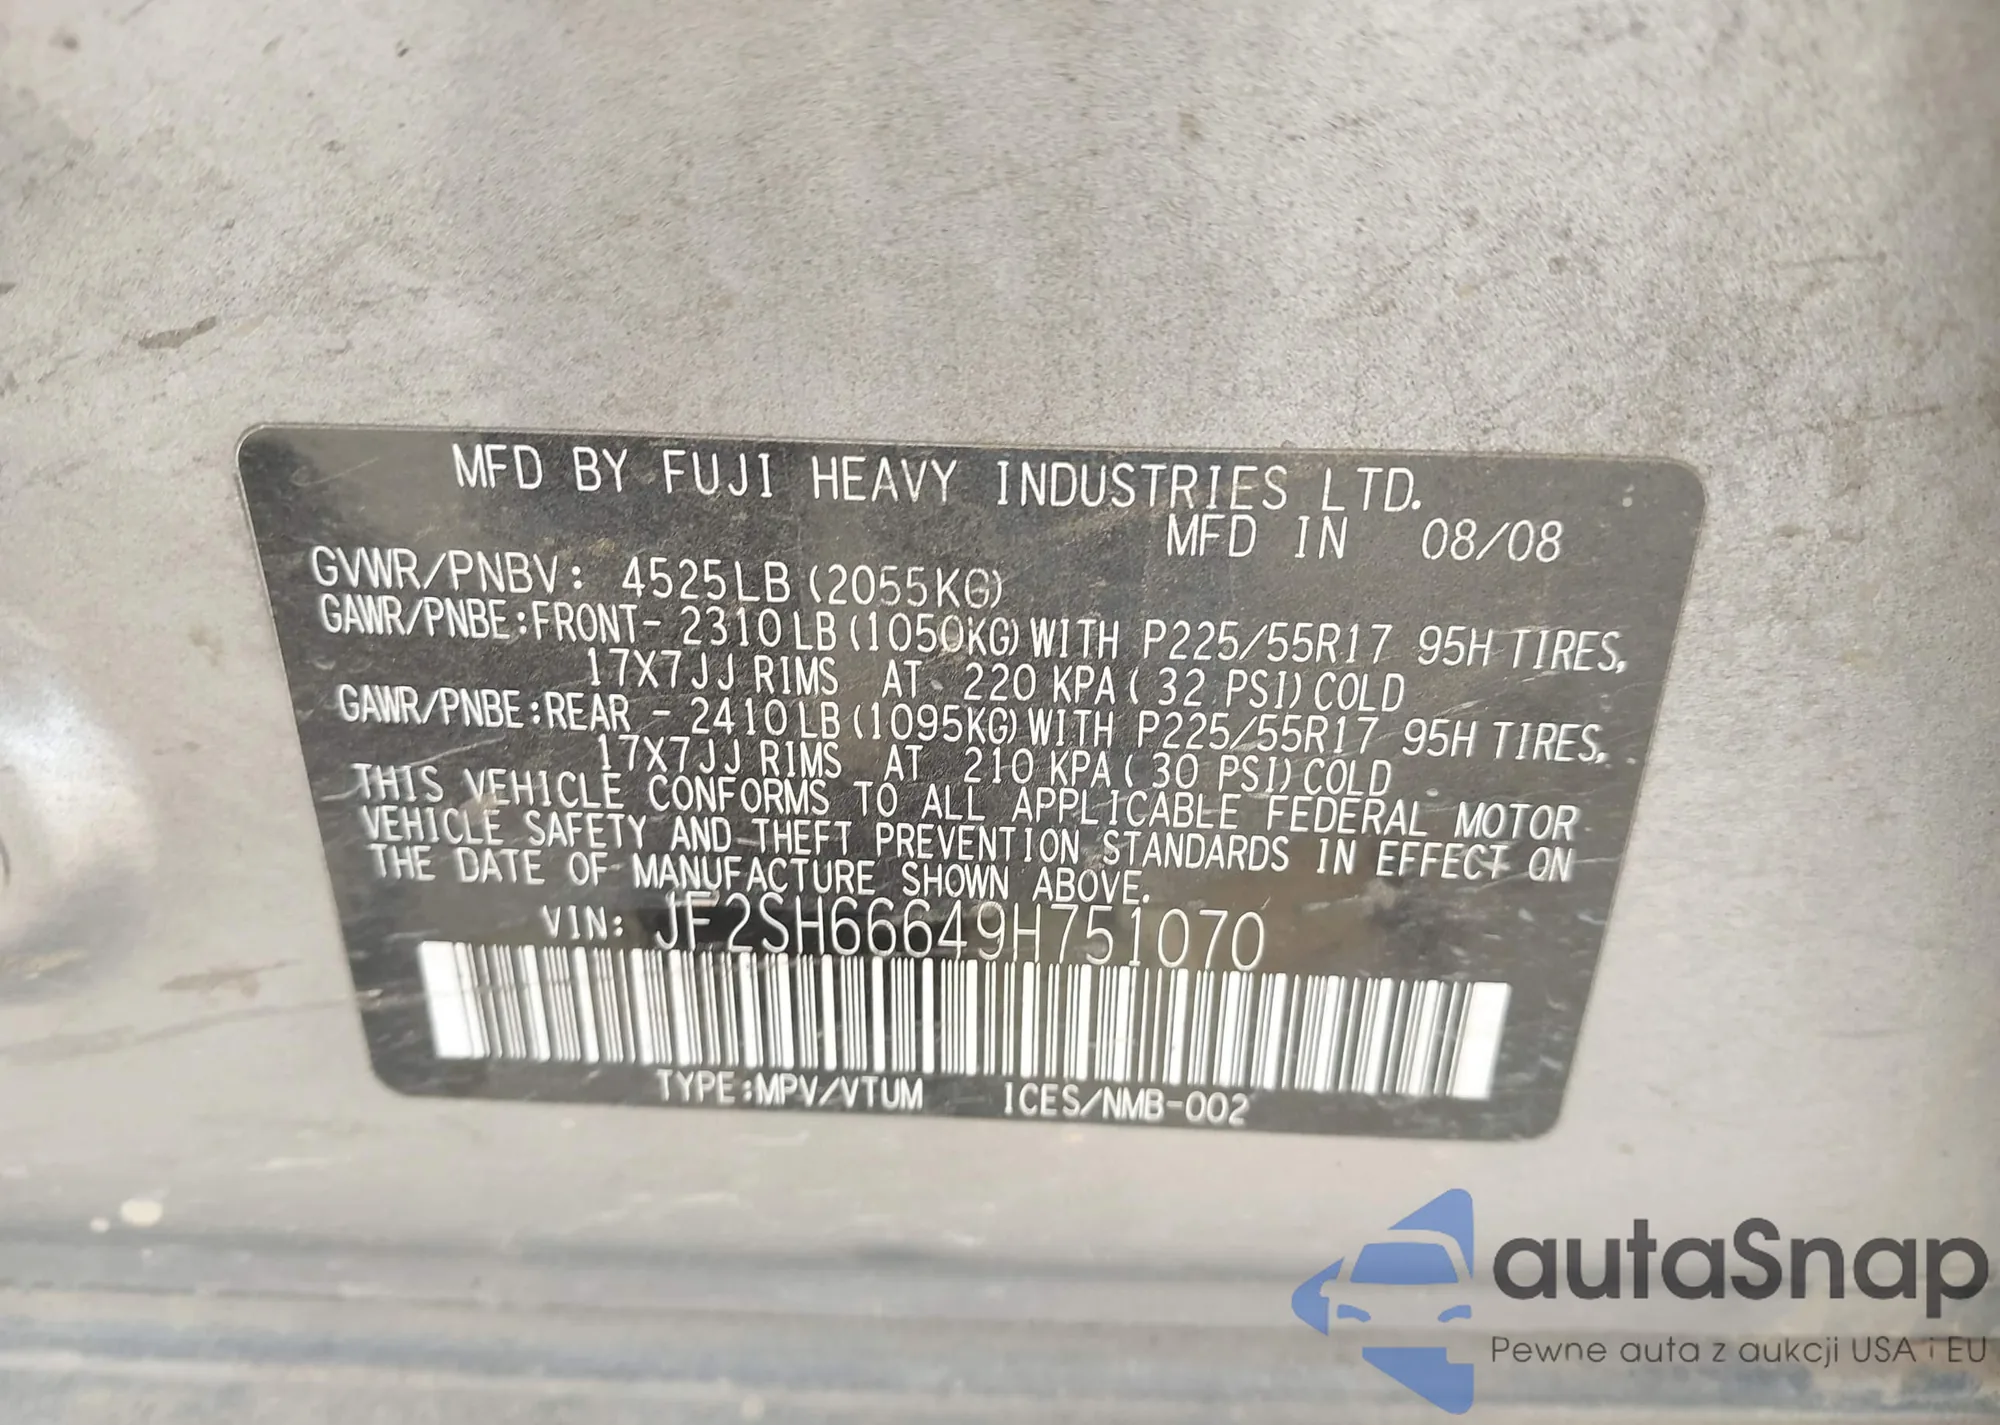 MFD BY FUJI HEAVY INDUSTRIES LTD.
MFD IN 08/08
GVWR/PNBV: 4525LB (2055KG)
GAWR/PNBE:FRONT- 2310LB(1050KG)WITH P225/55R17 95H TIRES,
17X7JJ RIMS AT 220 KPA(32 PSI)COLD
GAWR/PNBE:REAR - 2410LB(1095KG)WITH P225/55R17 95H TIRES,
17X7JJ RIMS AT 210 KPA(30 PSI)COLD
THIS VEHICLE CONFORMS TO ALL APPLICABLE FEDERAL MOTOR
VEHICLE SAFETY AND THEFT PREVENTION STANDARDS IN EFFECT ON
THE DATE OF MANUFACTURE SHOWN ABOVE.
VIN: JF2SH66649H751070
TYPE:MPV/VTUM ICES/NMB-002
autaSnap
Pewne auta z aukcji USA i EU